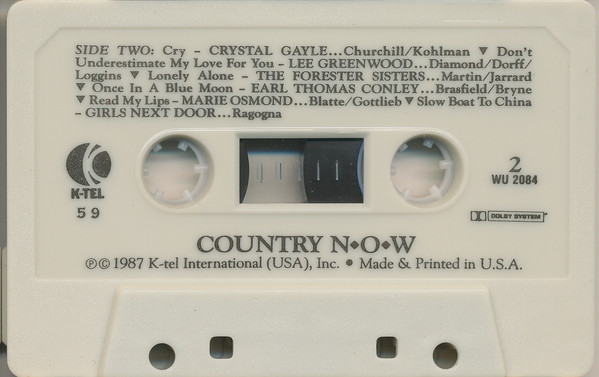 SIDE TWO: Cry - CRYSTAL GAYLE...Churchill/Kohlman ▼ Don't
Underestimate My Love For You - LEE GREENWOOD...Diamond/Dorff/
Loggins ▼ Lonely Alone - THE FORESTER SISTERS...Martin/Jarrard
▼ Once In A Blue Moon - EARL THOMAS CONLEY...Brasfield/Bryne
▼ Read My Lips - MARIE OSMOND...Blatte/Gottlieb ▼ Slow Boat To China
- GIRLS NEXT DOOR...Ragogna
K-TEL
59
2
WU 2084
DOLBY SYSTEM
COUNTRY N◆O◆W
℗©1987 K-tel International (USA), Inc. • Made & Printed in U.S.A.